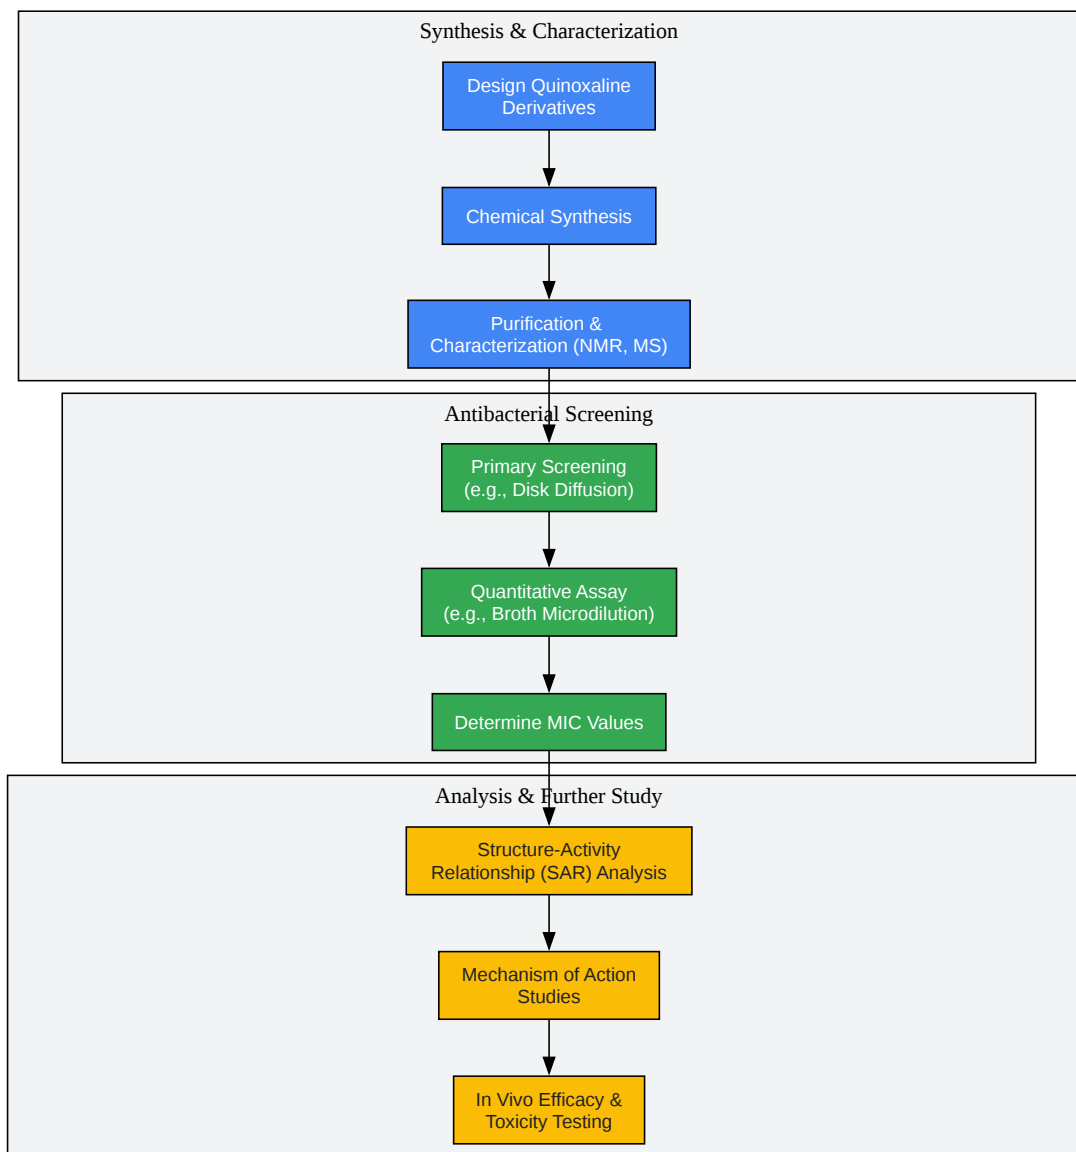 Synthesis & Characterization
Design Quinoxaline
Derivatives
Chemical Synthesis
Purification &
Characterization (NMR, MS)
Antibacterial Screening
Primary Screening
(e.g., Disk Diffusion)
Quantitative Assay
(e.g., Broth Microdilution)
Determine MIC Values
Analysis & Further Study
Structure-Activity
Relationship (SAR) Analysis
Mechanism of Action
Studies
In Vivo Efficacy &
Toxicity Testing